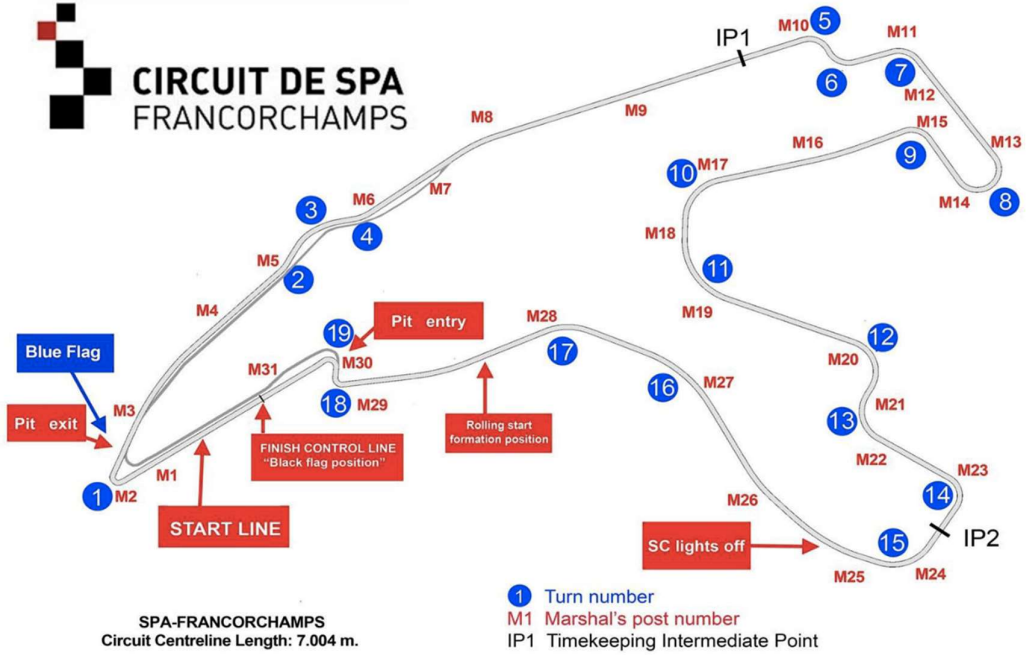 CIRCUIT DE SPA
FRANCORCHAMPS
IP1
M10
5
M11
6
7
M12
M9
M8
M15
M13
M16
9
M14
8
10
M17
M7
M6
3
4
M18
M5
2
11
M4
M19
Blue Flag
19
Pit entry
M28
12
M30
17
M20
M31
16
M27
Pit exit
M3
18
M29
Rolling start
formation position
M21
13
FINISH CONTROL LINE
"Black flag position"
M22
M1
M23
1
M2
14
M26
START LINE
SC lights off
15
IP2
M25
M24
1 Turn number
M1 Marshal's post number
IP1 Timekeeping Intermediate Point
SPA-FRANCORCHAMPS
Circuit Centreline Length: 7.004 m.